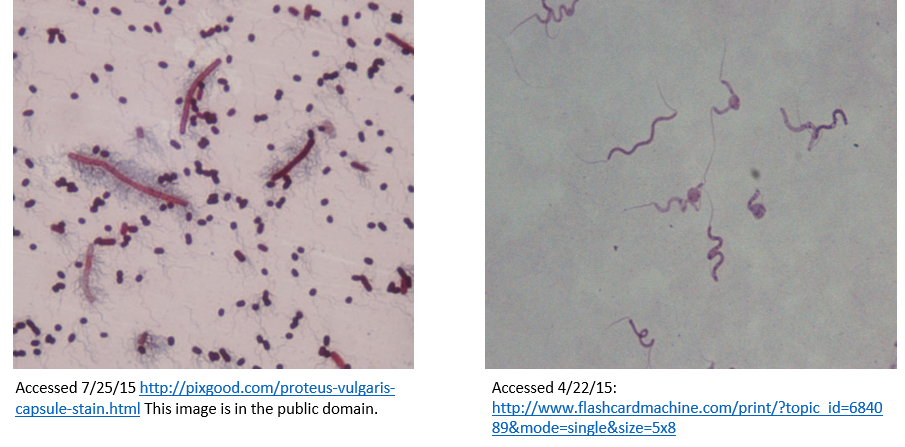 Accessed 7/25/15 http://pixgood.com/proteus-vulgaris-
capsule-stain.html This image is in the public domain.
Accessed 4/22/15:
http://www.flashcardmachine.com/print/?topic_id=6840
89&mode=single&size=5x8